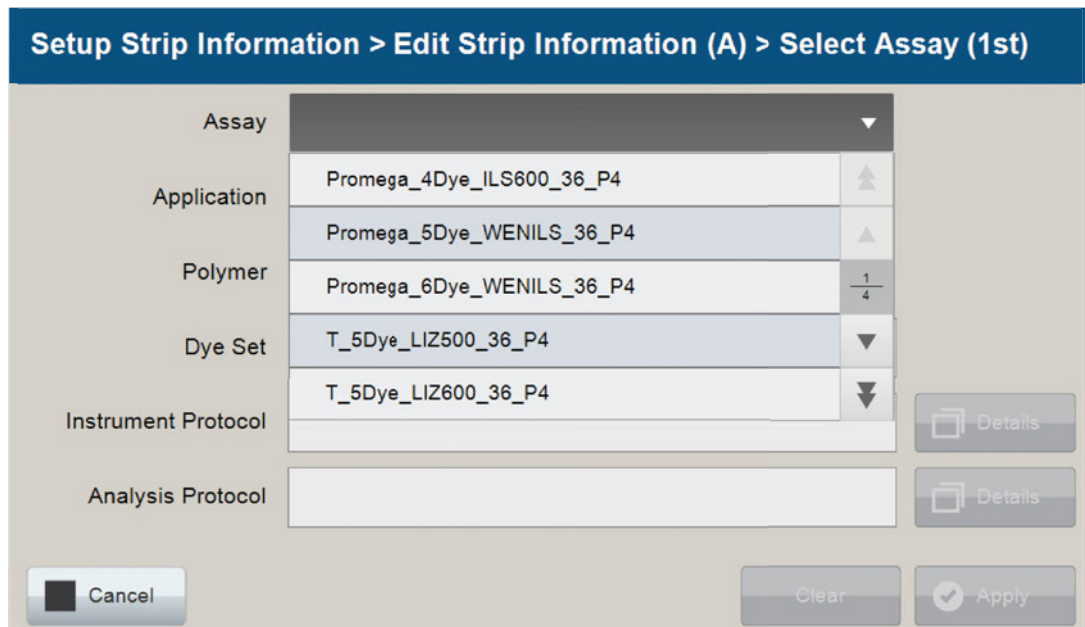 Setup Strip Information > Edit Strip Information (A) > Select Assay (1st)
Assay
Promega_4Dye_ILS600_36_P4
Application
Promega_5Dye_WENILS_36_P4
Polymer
Promega_6Dye_WENILS_36_P4
1
4
Dye Set
T_5Dye_LIZ500_36_P4
T_5Dye_LIZ600_36_P4
Instrument Protocol
Details
Analysis Protocol
Details
Cancel
Clear
Apply